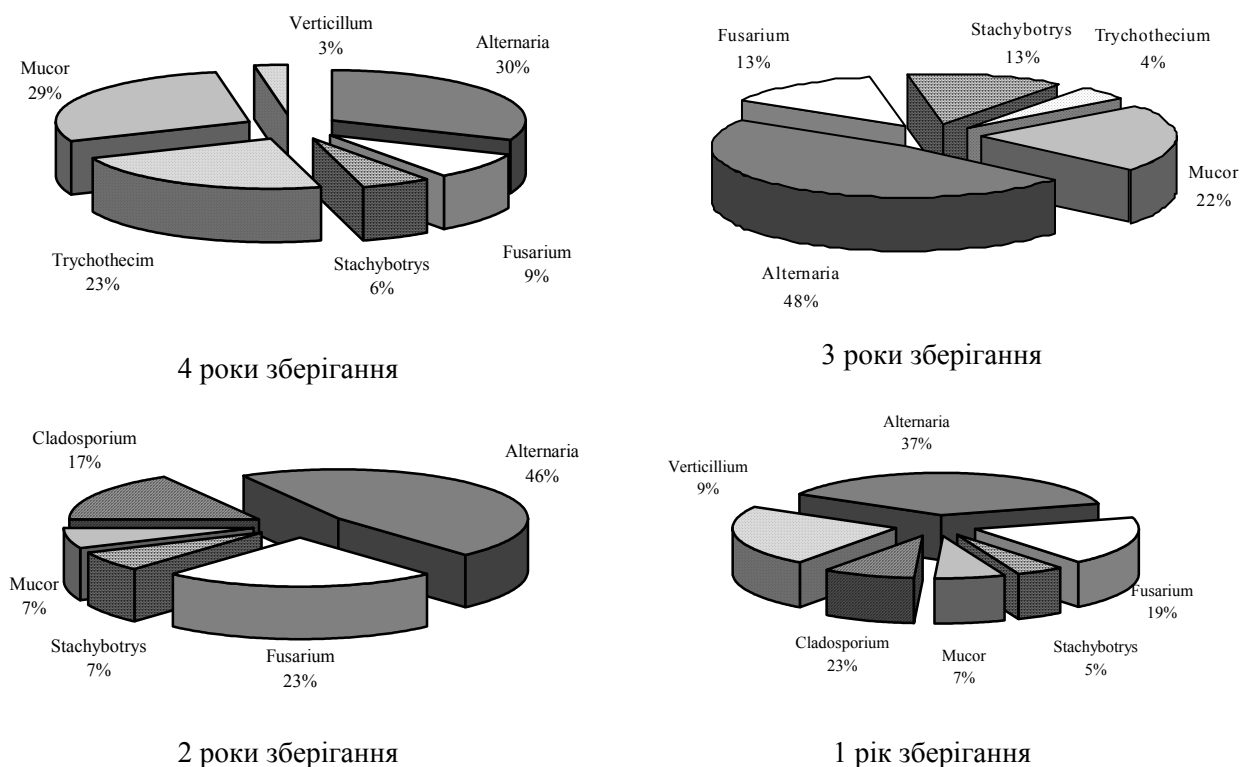 Verticillum
3%
Alternaria
30%
Mucor
29%
Trychothecim
23%
Stachybotrys
6%
Fusarium
9%
4 роки зберігання
Fusarium
13%
Stachybotrys
13%
Trychothecium
4%
Mucor
22%
Alternaria
48%
3 роки зберігання
Cladosporium
17%
Alternaria
46%
Mucor
7%
Stachybotrys
7%
Fusarium
23%
2 роки зберігання
Alternaria
37%
Verticillium
9%
Fusarium
19%
Cladosporium
23%
Mucor
7%
Stachybotrys
5%
1 рік зберігання